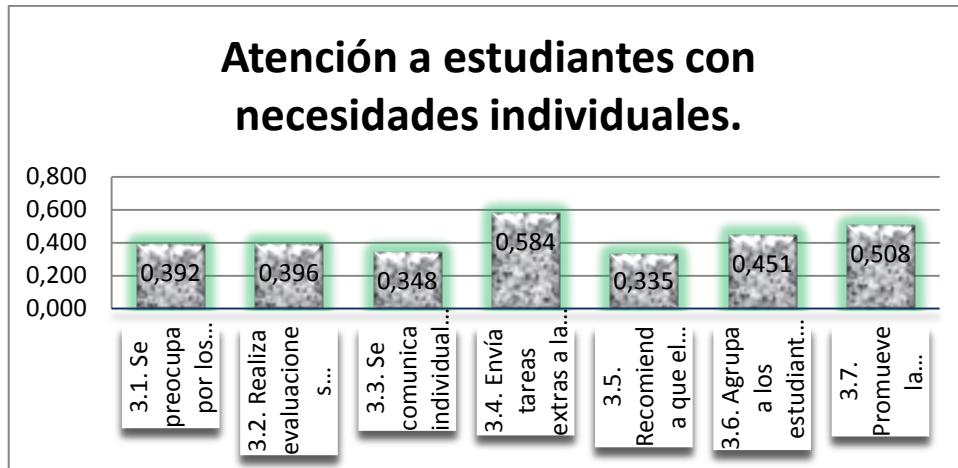 Atención a estudiantes con
necesidades individuales.
0,800
0,600
0,400
0,200
0,000
0,392
0,396
0,348
0,584
0,335
0,451
0,508
3.1. Se
preocupa
por los...
3.2. Realiza
evaluacione
s...
3.3. Se
comunica
individual...
3.4. Envía
tareas
extras a la...
3.5.
Recomiend
a que el...
3.6. Agrupa
a los
estudiant...
3.7.
Promueve
la...